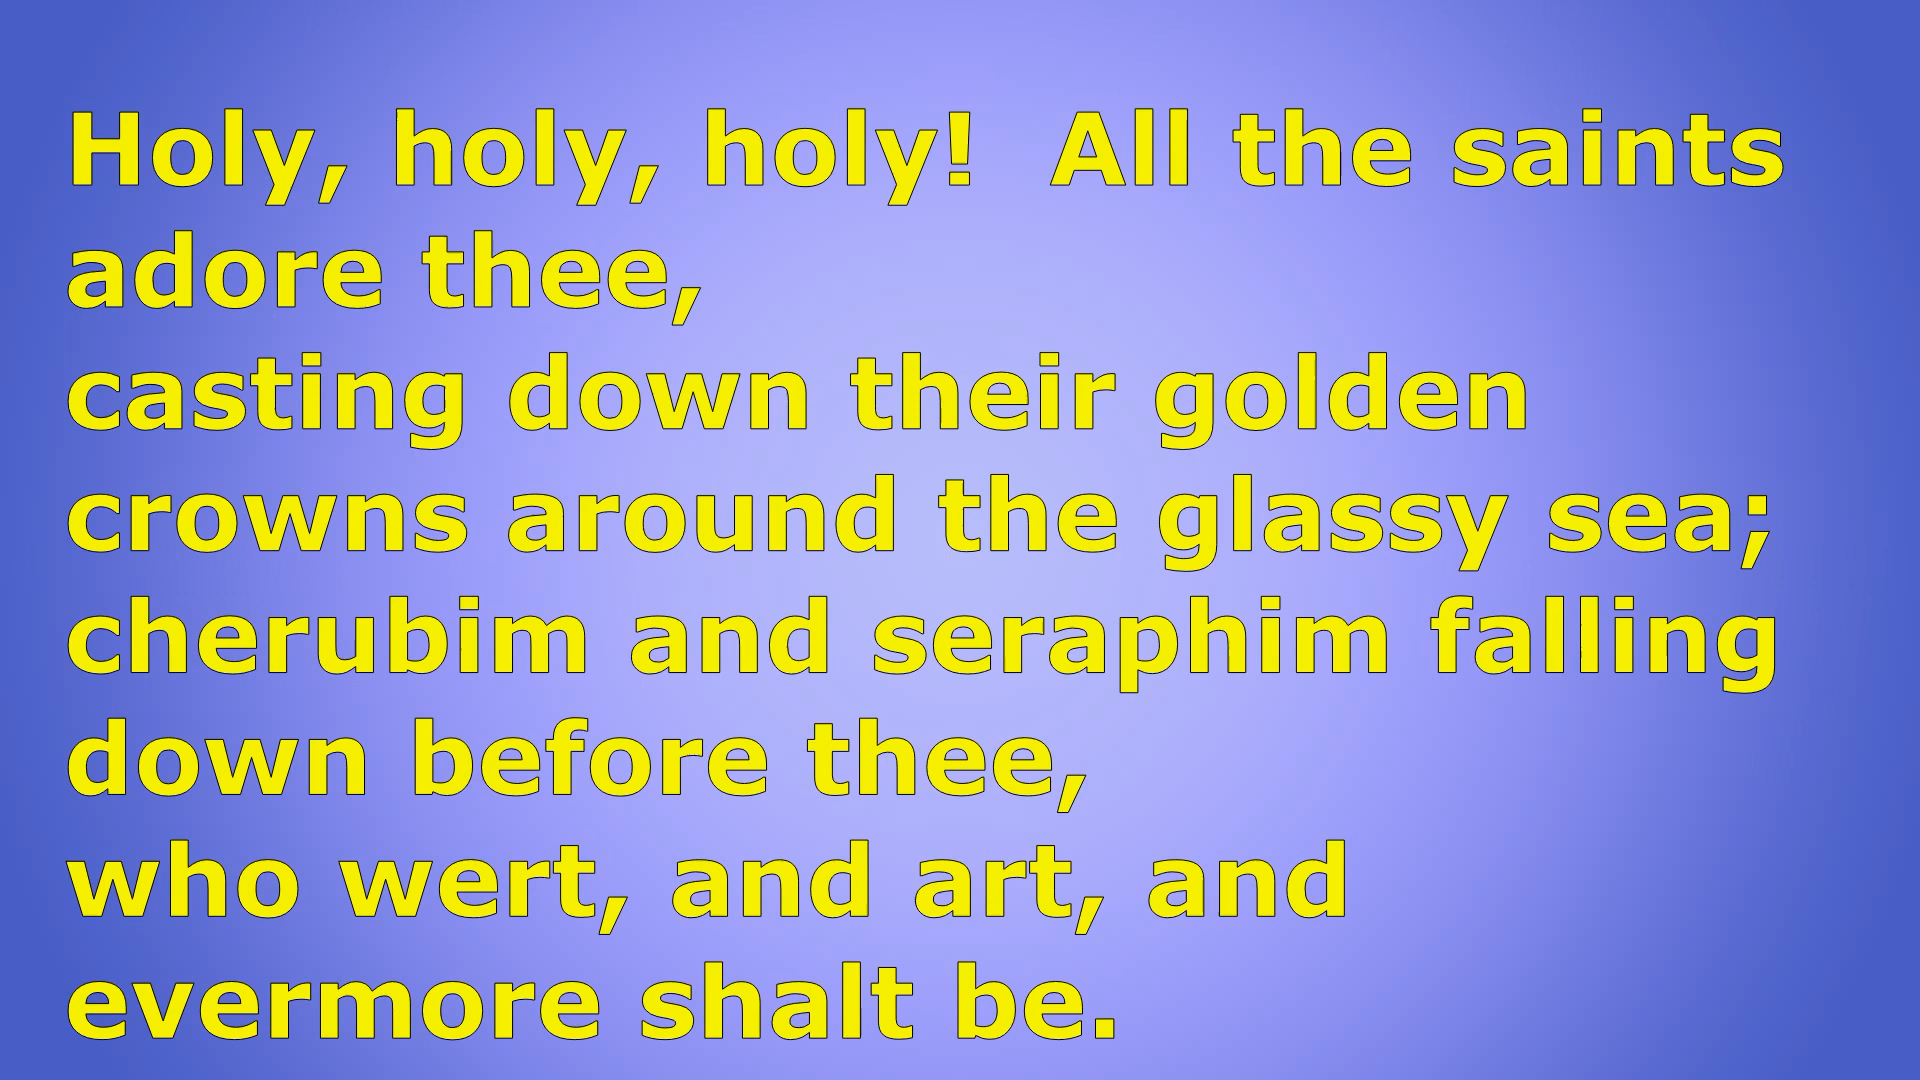 Holy, holy, holy!  All the saints
adore thee,
casting down their golden
crowns around the glassy sea;
cherubim and seraphim falling
down before thee,
who wert, and art, and
evermore shalt be.